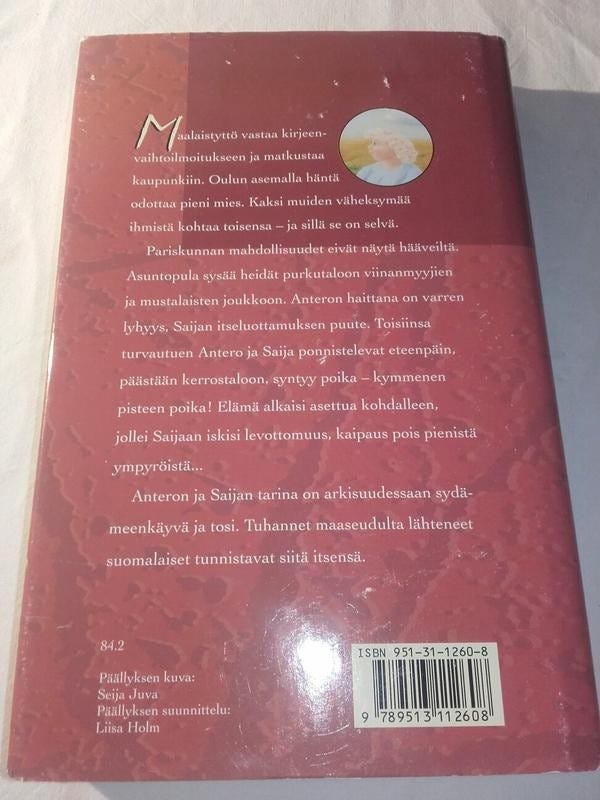 Maalaistyttö vastaa kirjeen-
vaihtoilmoitukseen ja matkustaa
kaupunkiin. Oulun asemalla häntä
odottaa pieni mies. Kaksi muiden väheksymää
ihmistä kohtaa toisensa – ja sillä se on selvä.
Pariskunnan mahdollisuudet eivät näytä hääveiltä.
Asuntopula sysää heidät purkutaloon viinanmyyjien
ja mustalaisten joukkoon. Anteron haittana on varren
lyhyys, Saijan itseluottamuksen puute. Toisiinsa
turvautuen Antero ja Saija ponnistelevat eteenpäin,
päästään kerrostaloon, syntyy poika – kymmenen
pisteen poika! Elämä alkaisi asettua kohdalleen,
jollei Saijaan iskisi levottomuus, kaipaus pois pienistä
ympyröistä...
Anteron ja Saijan tarina on arkisuudessaan sydä-
meenkäyvä ja tosi. Tuhannet maaseudulta lähteneet
suomalaiset tunnistavat siitä itsensä.
84.2
Päällyksen kuva:
Seija Juva
Päällyksen suunnittelu:
Liisa Holm
ISBN 951-31-1260-8
9 789513 112608